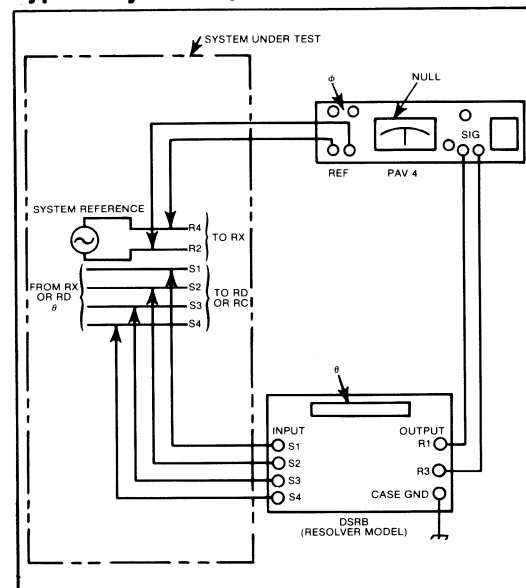 SYSTEM UNDER TEST
φ
NULL
SIG
REF
PAV 4
SYSTEM REFERENCE
R4
TO RX
R2
S1
FROM RX
OR RD
θ
S2
TO RD
OR RC
S3
S4
θ
INPUT
OUTPUT
S1
R1
S2
S3
R3
S4
CASE GND
DSRB
(RESOLVER MODEL)